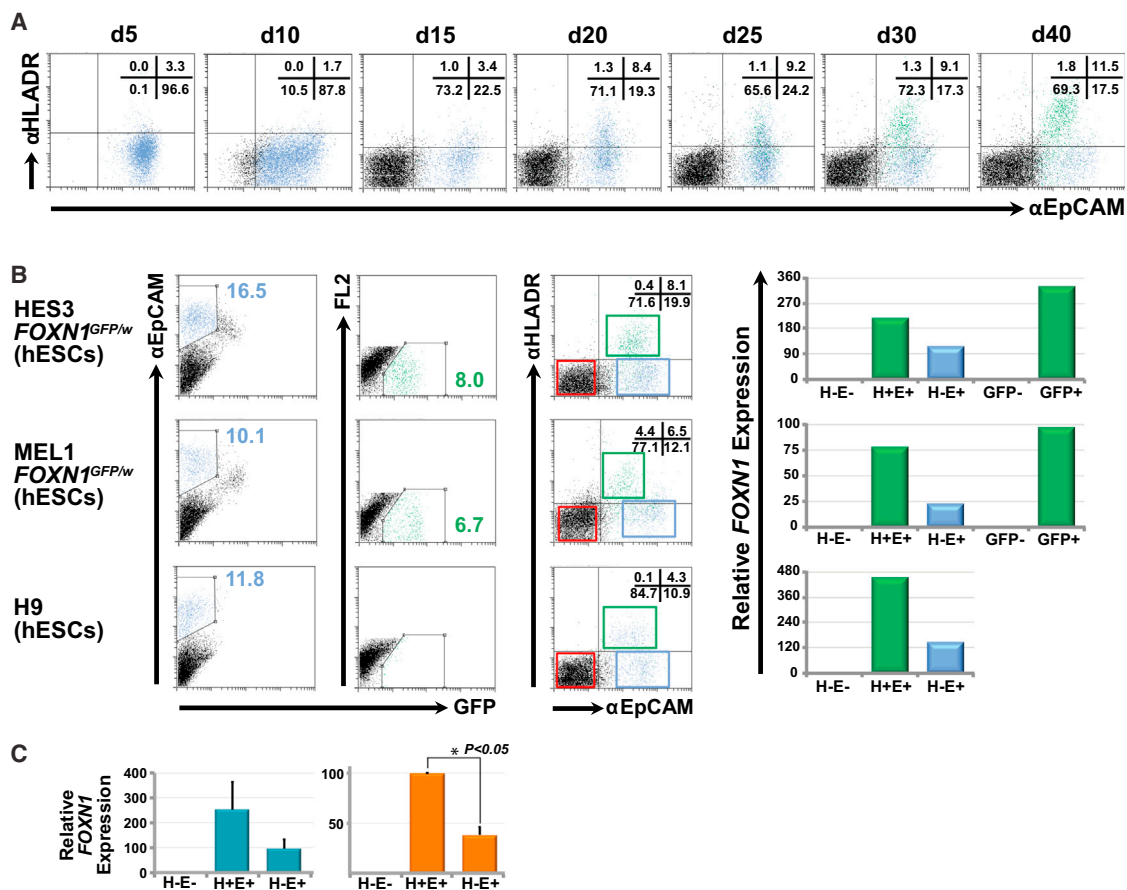 A
d5 d10 d15 d20 d25 d30 d40
αHLADR
0.0 3.3
0.1 96.6
0.0 1.7
10.5 87.8
1.0 3.4
73.2 22.5
1.3 8.4
71.1 19.3
1.1 9.2
65.6 24.2
1.3 9.1
72.3 17.3
1.8 11.5
69.3 17.5
αEpCAM
B
HES3
FOXN1GFP/w
(hESCs)
αEpCAM
16.5
FL2
8.0
αHLADR
0.4 8.1
71.6 19.9
MEL1
FOXN1GFP/w
(hESCs)
10.1
6.7
4.4 6.5
77.1 12.1
H9
(hESCs)
11.8
0.1 4.3
84.7 10.9
GFP
αEpCAM
Relative FOXN1 Expression
360
270
180
90
0
H-E- H+E+ H-E+ GFP- GFP+
100
75
50
25
0
H-E- H+E+ H-E+ GFP- GFP+
480
360
240
120
0
H-E- H+E+ H-E+
C
Relative
FOXN1
Expression
400
300
200
100
0
H-E- H+E+ H-E+
* P<0.05
100
50
H-E- H+E+ H-E+